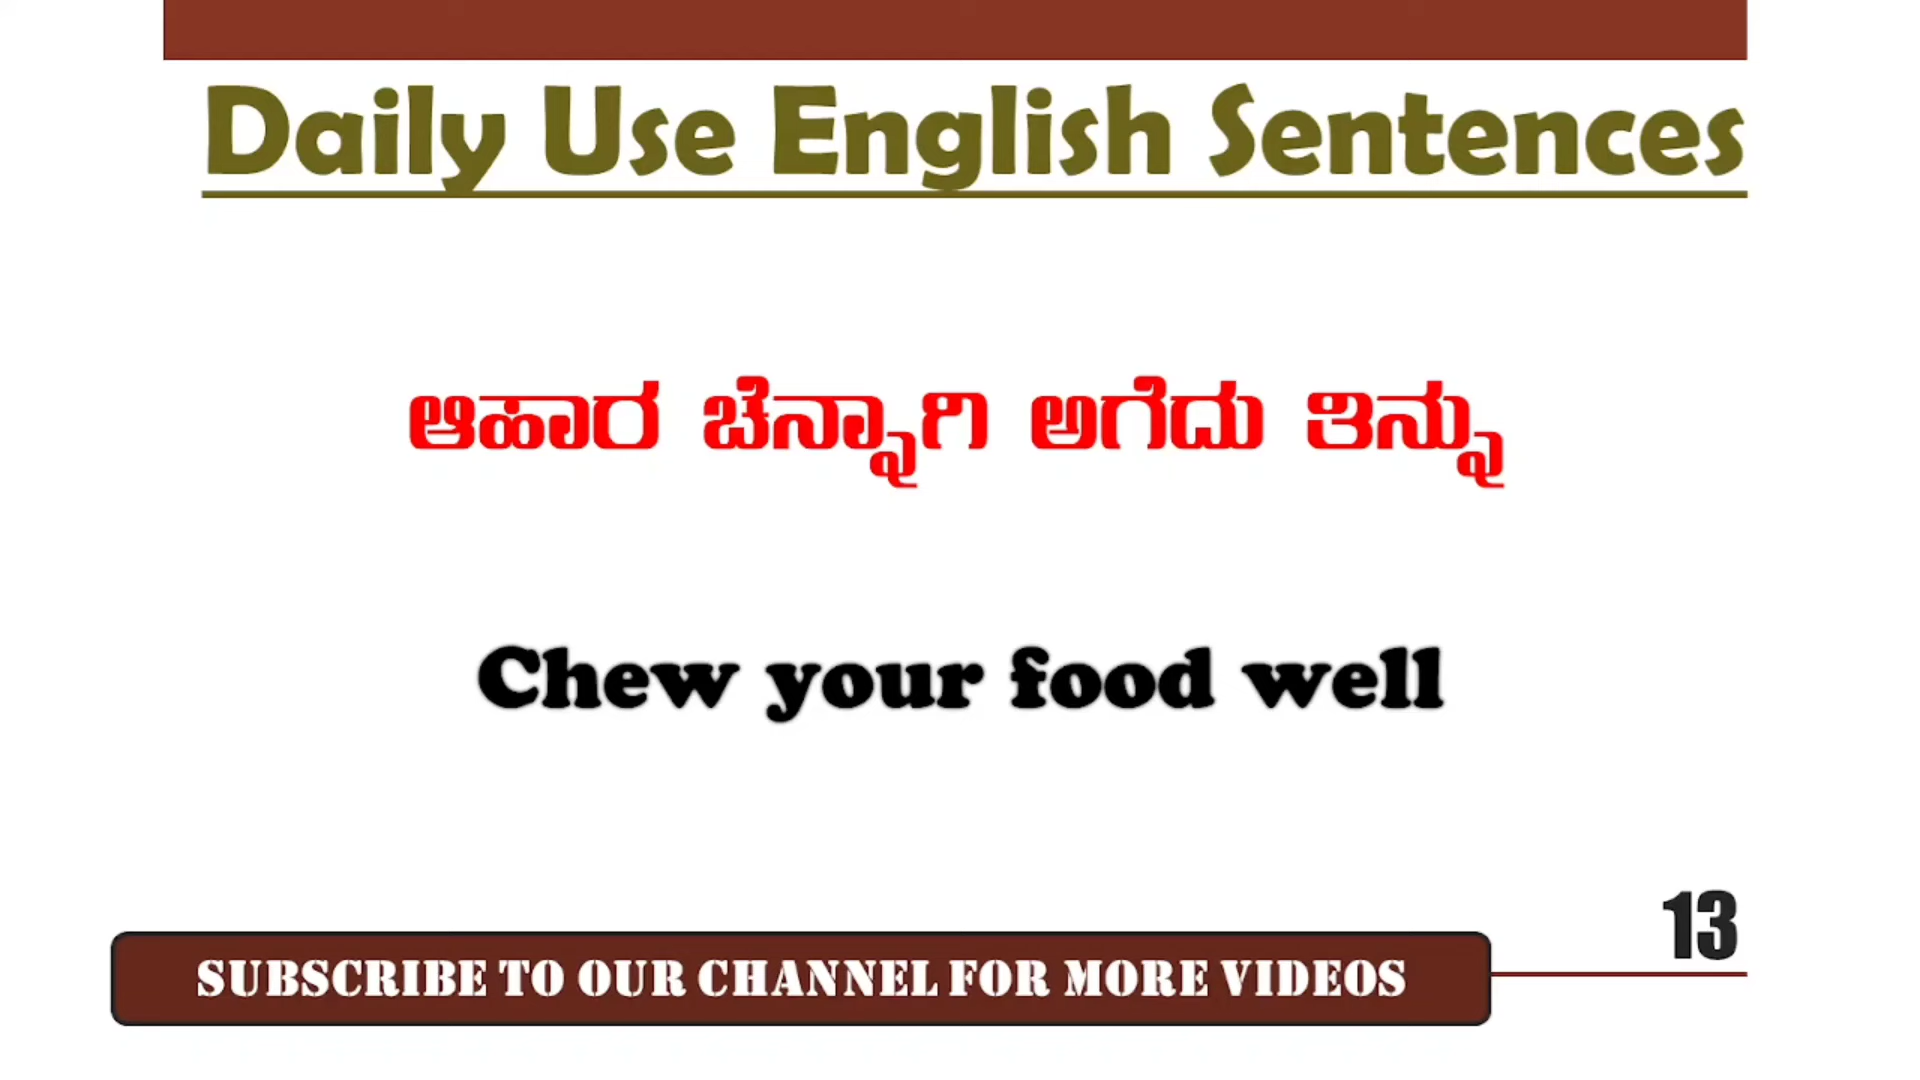 Daily Use English Sentences
ಆಹಾರ ಚೆನ್ನಾಗಿ ಅಗೆದು ತಿನ್ನು
Chew your food well
13
SUBSCRIBE TO OUR CHANNEL FOR MORE VIDEOS